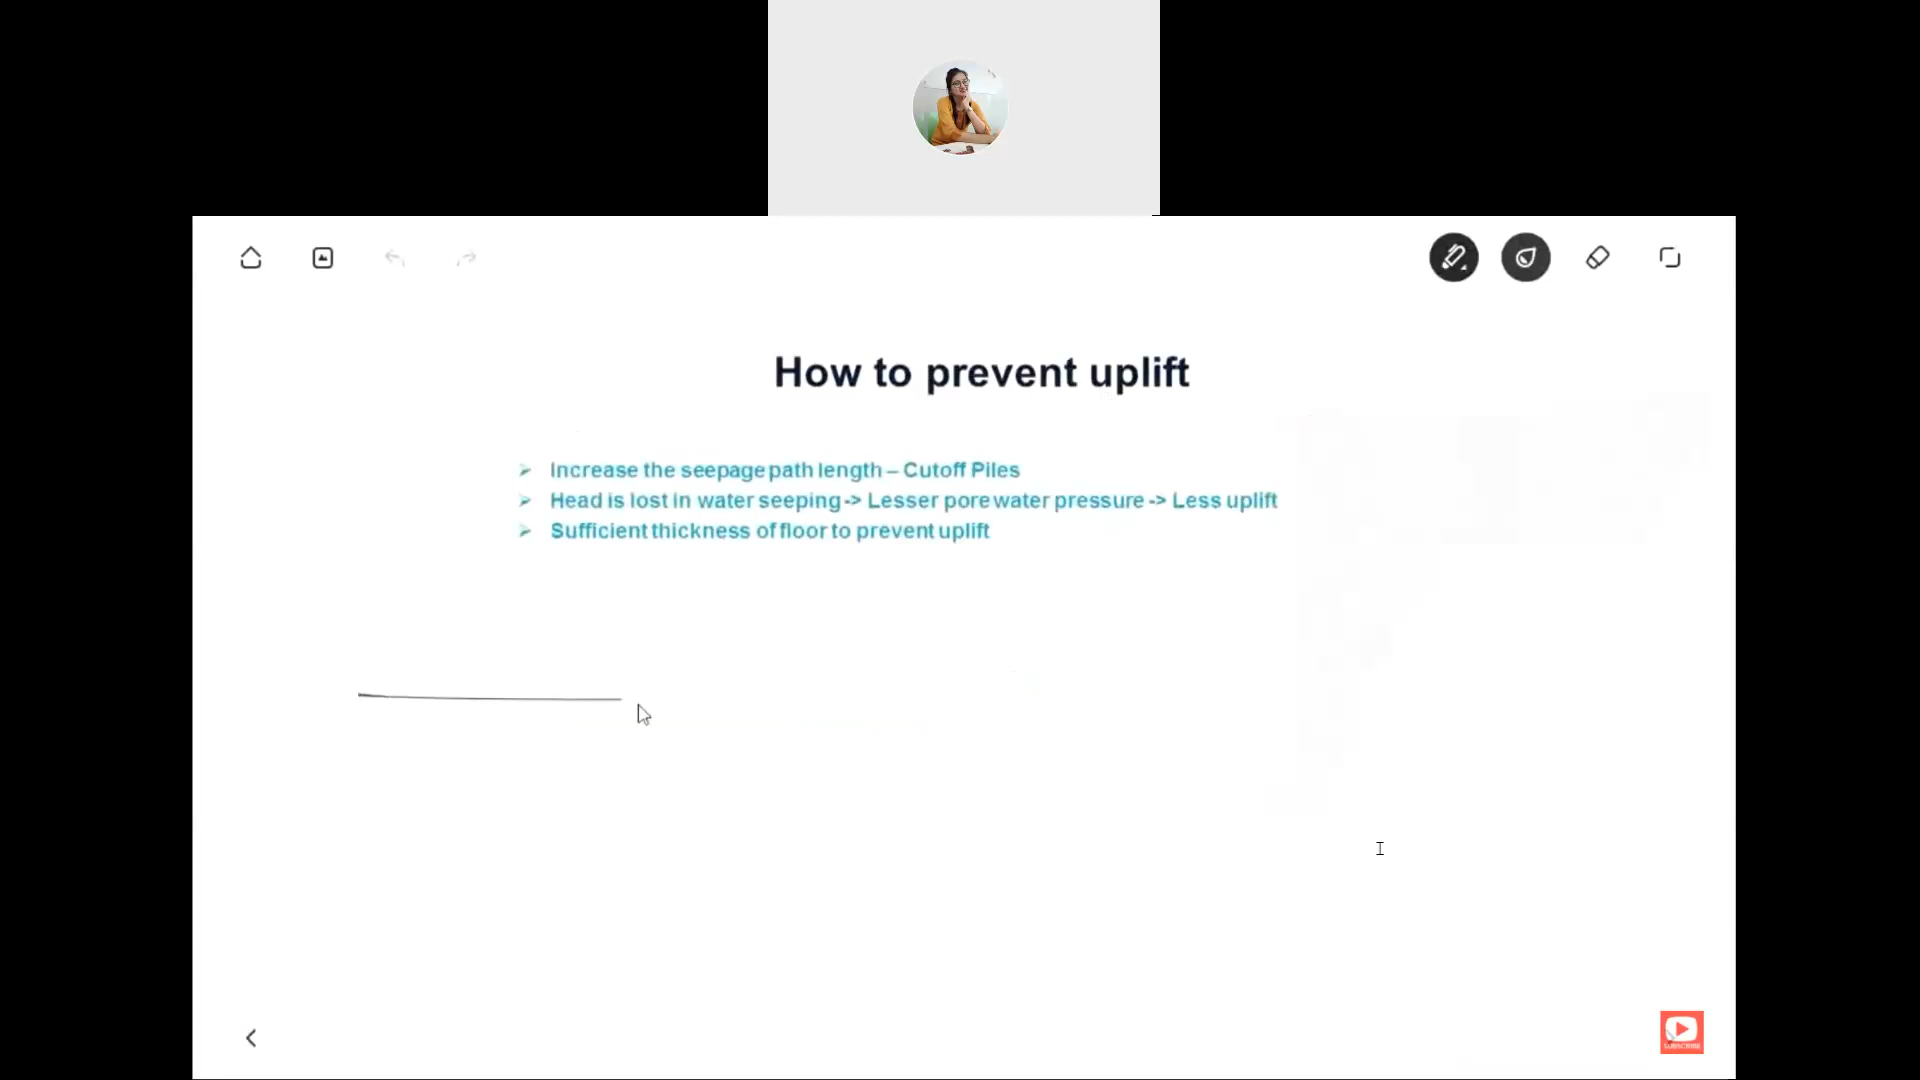 How to prevent uplift
➢ Increase the seepage path length – Cutoff Piles
➢ Head is lost in water seeping -> Lesser pore water pressure -> Less uplift
➢ Sufficient thickness of floor to prevent uplift
SUBSCRIBE